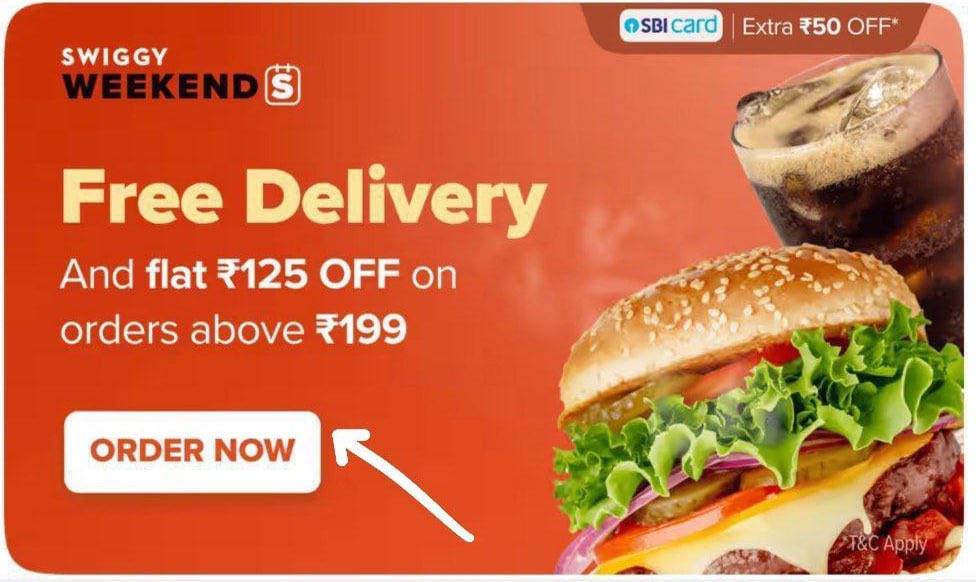 SBI card | Extra ₹50 OFF*
SWIGGY
WEEKEND S
Free Delivery
And flat ₹125 OFF on
orders above ₹199
ORDER NOW
T&C Apply